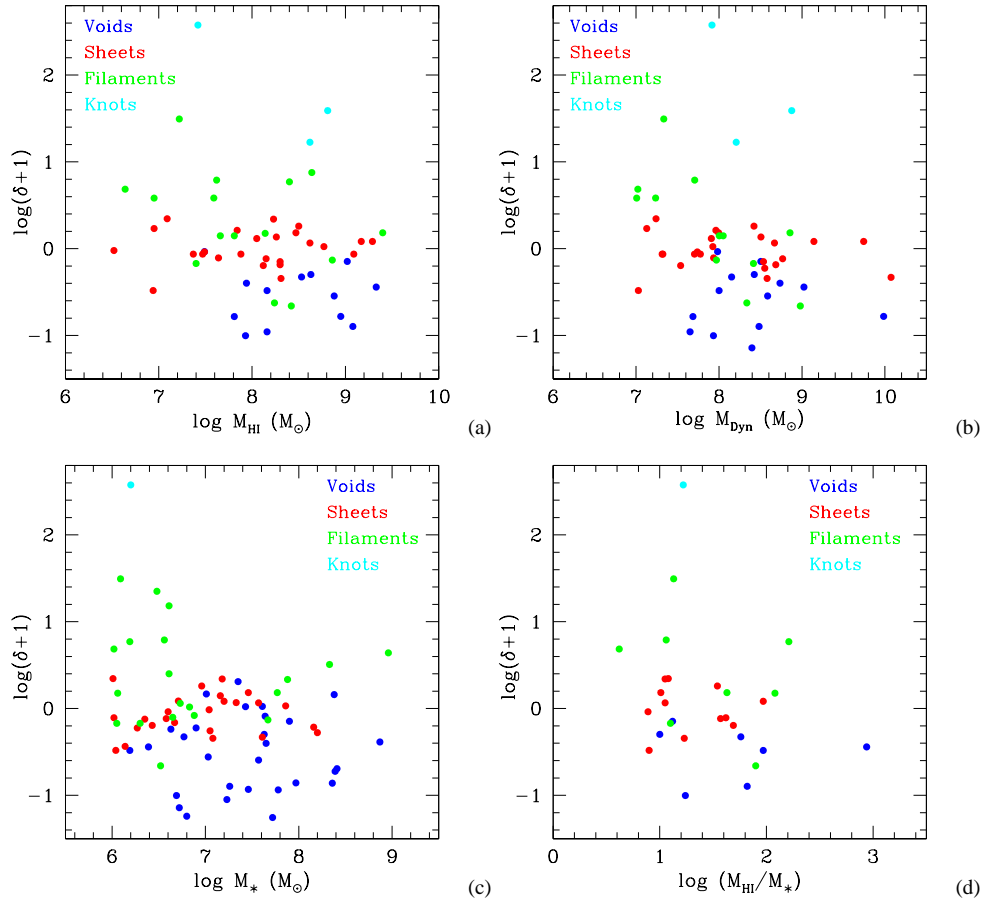 Voids
Sheets
Filaments
Knots
log(δ+1)
2
1
0
−1
6 7 8 9 10
log M_HI (M_⊙)
(a)
Voids
Sheets
Filaments
Knots
log(δ+1)
2
1
0
−1
6 7 8 9 10
log M_Dyn (M_⊙)
(b)
Voids
Sheets
Filaments
Knots
log(δ+1)
2
1
0
−1
6 7 8 9
log M_* (M_⊙)
(c)
Voids
Sheets
Filaments
Knots
log(δ+1)
2
1
0
−1
0 1 2 3
log (M_HI/M_*)
(d)